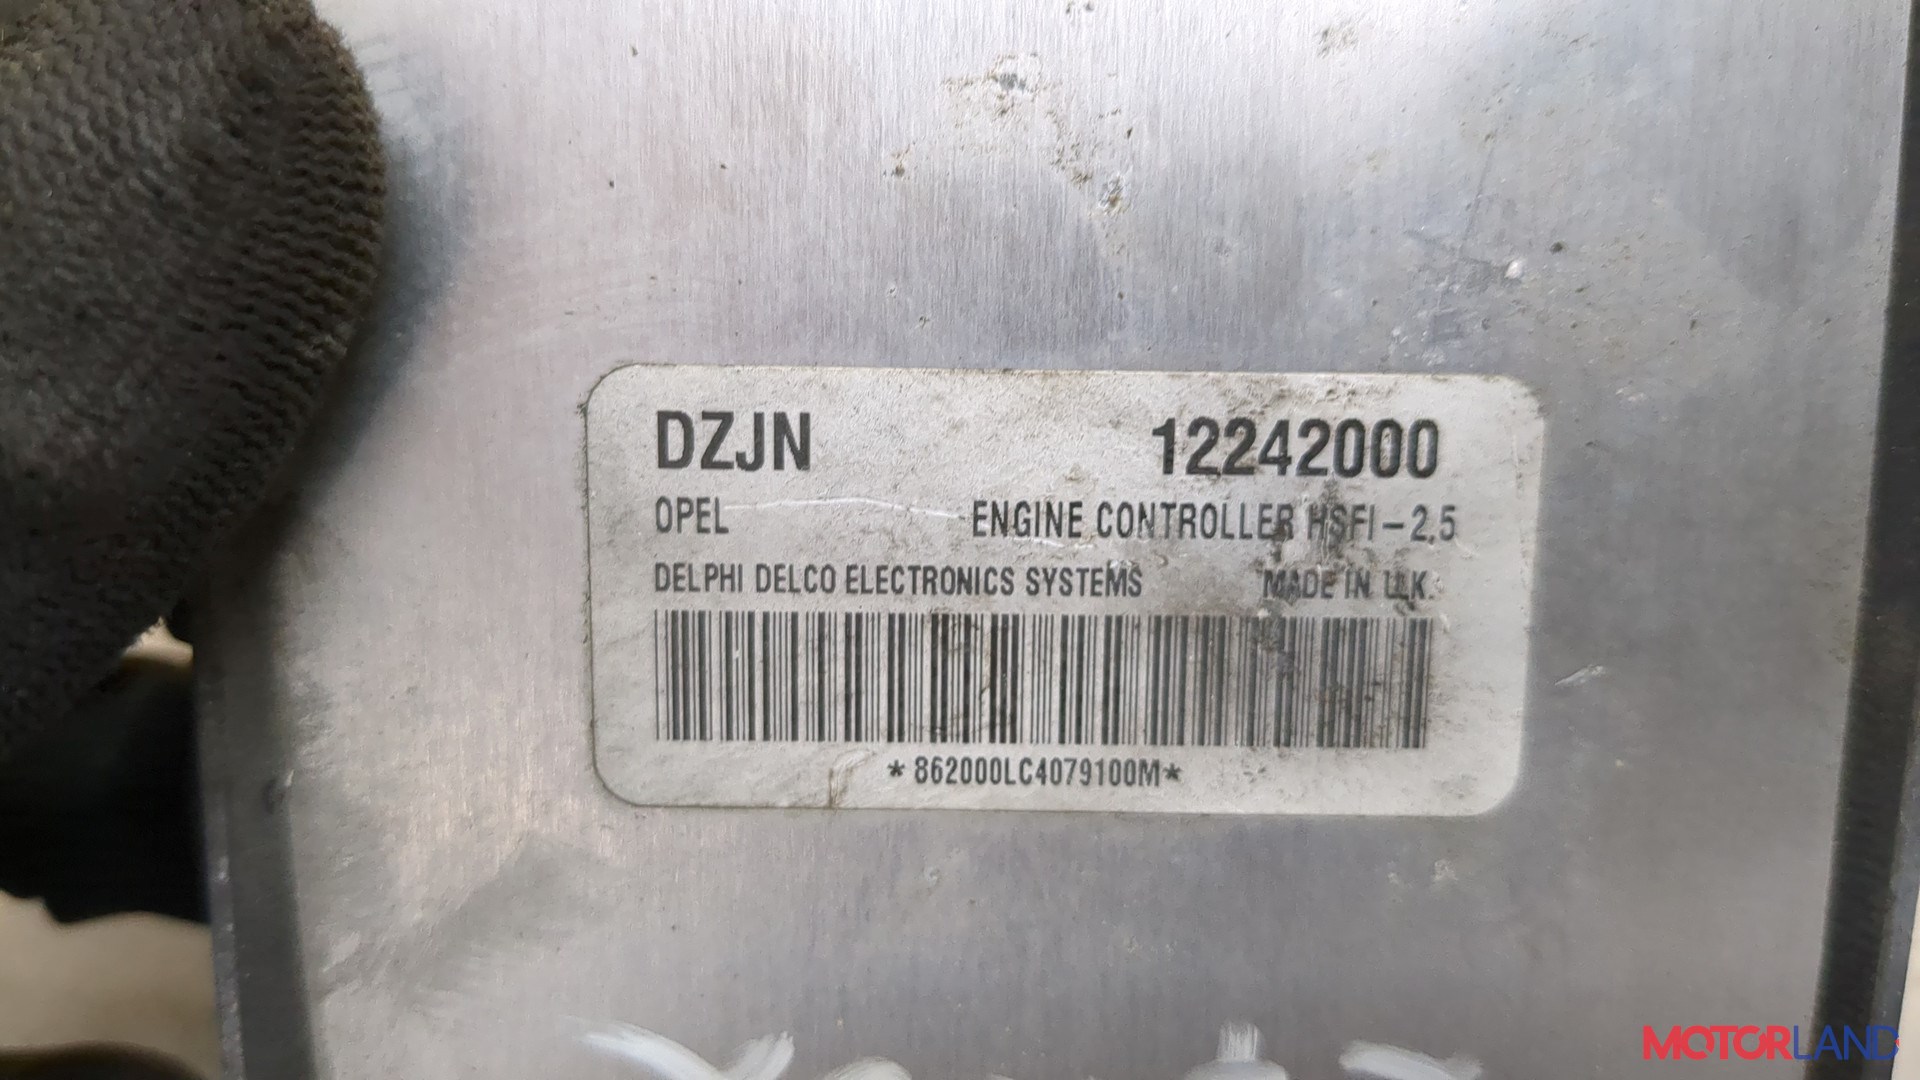 DZJN 12242000
OPEL ENGINE CONTROLLER HSFI-2,5
DELPHI DELCO ELECTRONICS SYSTEMS MADE IN U.K.
*862000LC4079100M*
MOTORLAND